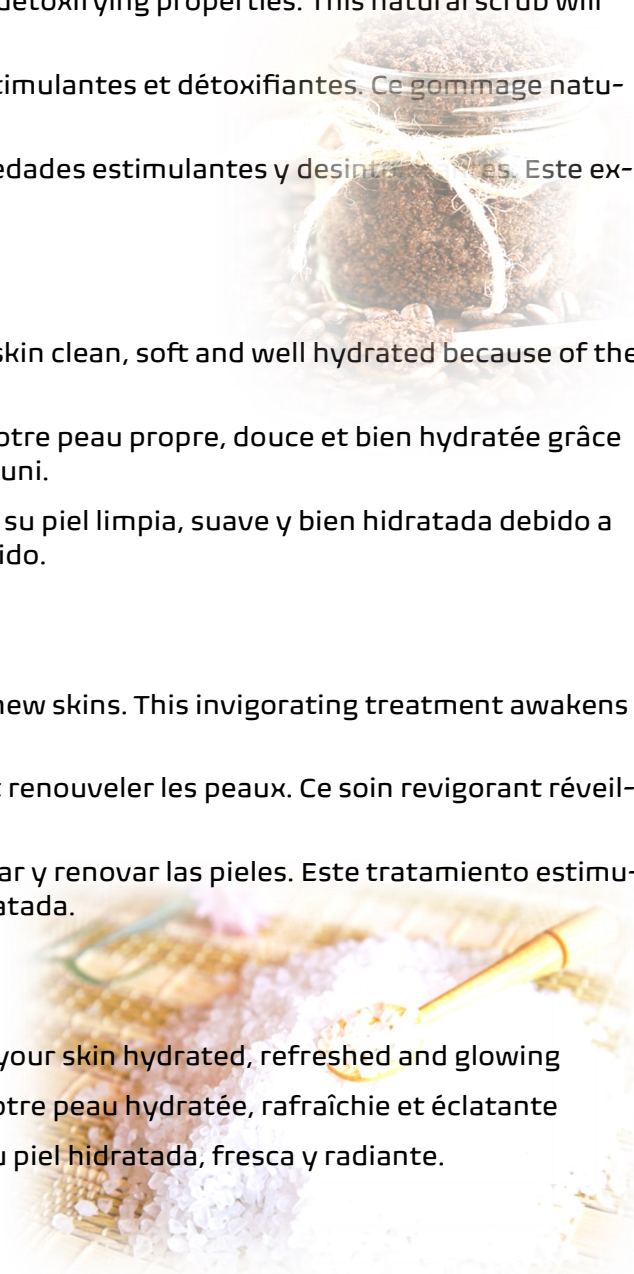 detoxifying properties. This natural scrub will
timulantes et détoxifiantes. Ce gommage natu-
edades estimulantes y Este ex-
skin clean, soft and well hydrated because of the
otre peau propre, douce et bien hydratée grâce
uni.
su piel limpia, suave y bien hidratada debido a
ido.
new skins. This invigorating treatment awakens
t renouveler les peaux. Ce soin revigorant réveil-
ar y renovar las pieles. Este tratamiento estimu-
atada.
your skin hydrated, refreshed and glowing
otre peau hydratée, rafraîchie et éclatante
u piel hidratada, fresca y radiante.